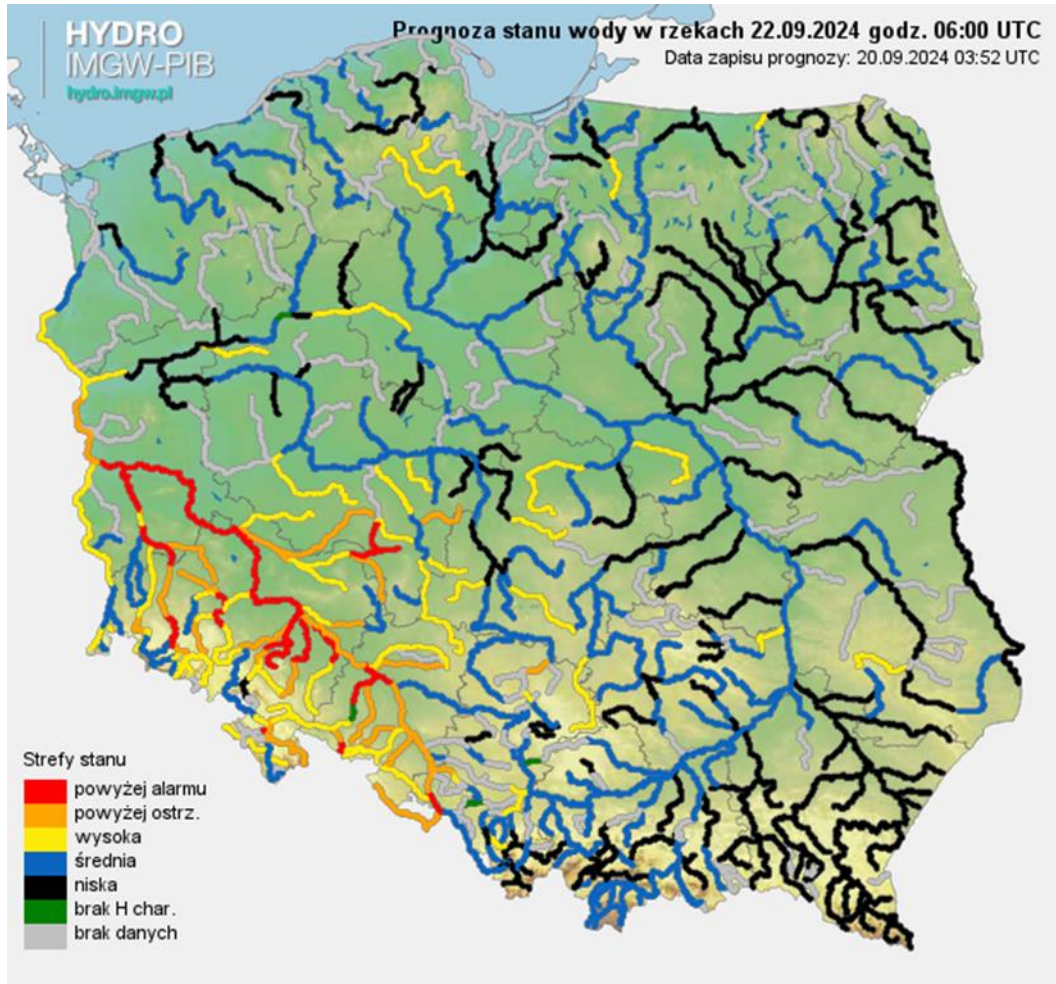 HYDRO
IMGW-PIB
hydro.imgw.pl
Prognoza stanu wody w rzekach 22.09.2024 godz. 06:00 UTC
Data zapisu prognozy: 20.09.2024 03:52 UTC
Strefy stanu
powyżej alarmu
powyżej ostrz.
wysoka
średnia
niska
brak H char.
brak danych